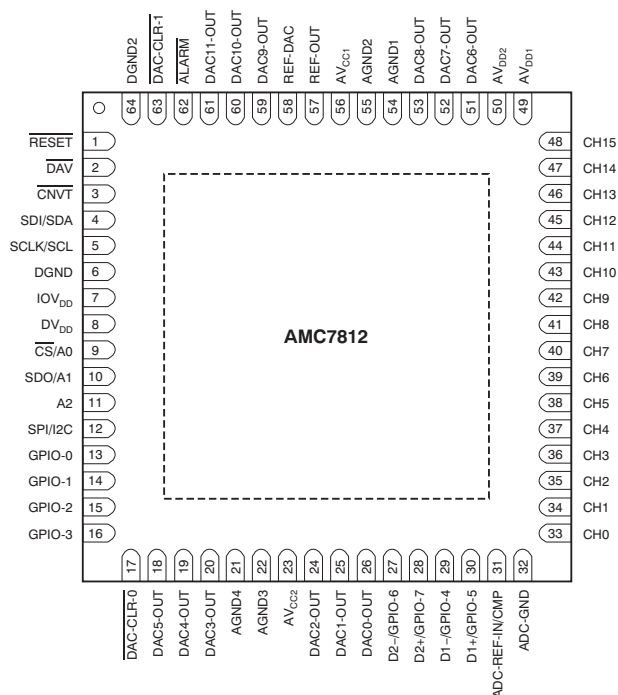 DGND2
DAC-CLR-1
ALARM
DAC11-OUT
DAC10-OUT
DAC9-OUT
REF-DAC
REF-OUT
AVCC1
AGND2
AGND1
DAC8-OUT
DAC7-OUT
DAC6-OUT
AVDD2
AVDD1
64 63 62 61 60 59 58 57 56 55 54 53 52 51 50 49
RESET 1 48 CH15
DAV 2 47 CH14
CNVT 3 46 CH13
SDI/SDA 4 45 CH12
SCLK/SCL 5 44 CH11
DGND 6 43 CH10
IOVDD 7 42 CH9
DVDD 8 41 CH8
AMC7812
CS/A0 9 40 CH7
SDO/A1 10 39 CH6
A2 11 38 CH5
SPI/I2C 12 37 CH4
GPIO-0 13 36 CH3
GPIO-1 14 35 CH2
GPIO-2 15 34 CH1
GPIO-3 16 33 CH0
17 18 19 20 21 22 23 24 25 26 27 28 29 30 31 32
DAC-CLR-0
DAC5-OUT
DAC4-OUT
DAC3-OUT
AGND4
AGND3
AVCC2
DAC2-OUT
DAC1-OUT
DAC0-OUT
D2−/GPIO-6
D2+/GPIO-7
D1−/GPIO-4
D1+/GPIO-5
ADC-REF-IN/CMP
ADC-GND